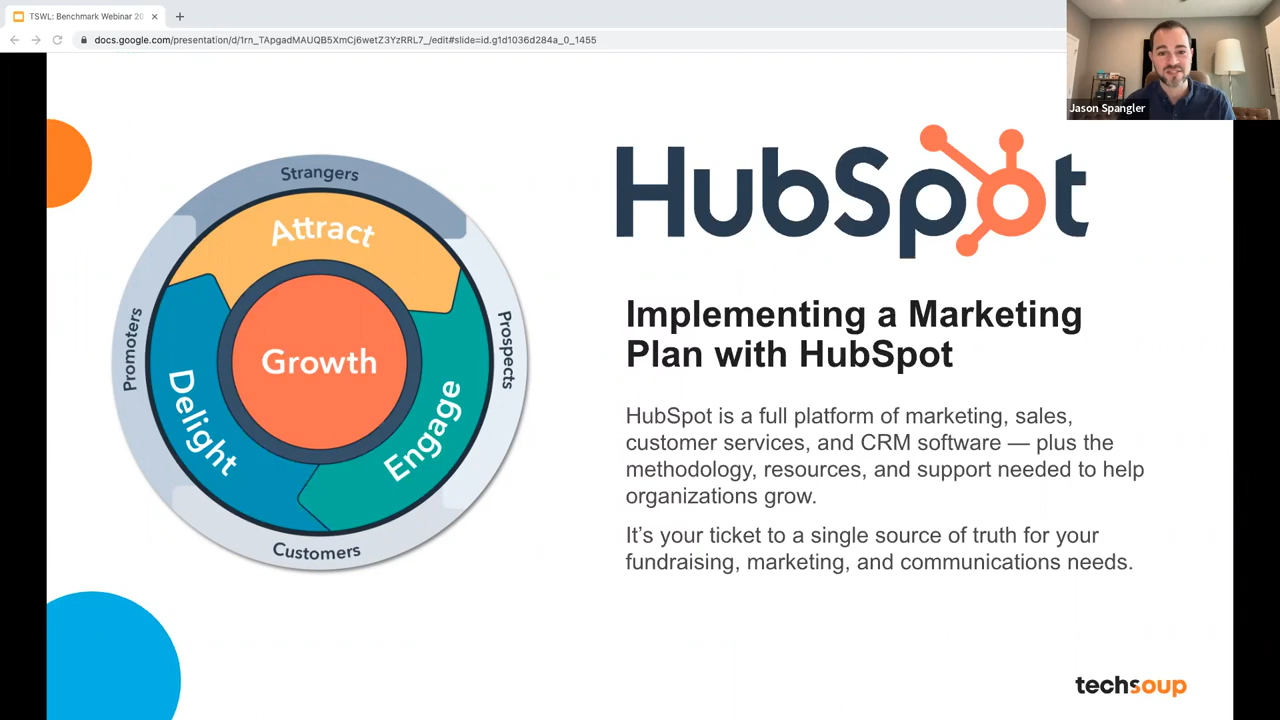 TSWL: Benchmark Webinar 20
docs.google.com/presentation/d/1rn_TApgadMAUQB5XmCj6wetZ3YzRRL7_/edit#slide=id.g1d1036d284a_0_1455
Jason Spangler
Strangers
Attract
Promoters
Prospects
Growth
Delight
Engage
Customers
HubSpot
Implementing a Marketing
Plan with HubSpot
HubSpot is a full platform of marketing, sales,
customer services, and CRM software — plus the
methodology, resources, and support needed to help
organizations grow.
It’s your ticket to a single source of truth for your
fundraising, marketing, and communications needs.
techsoup